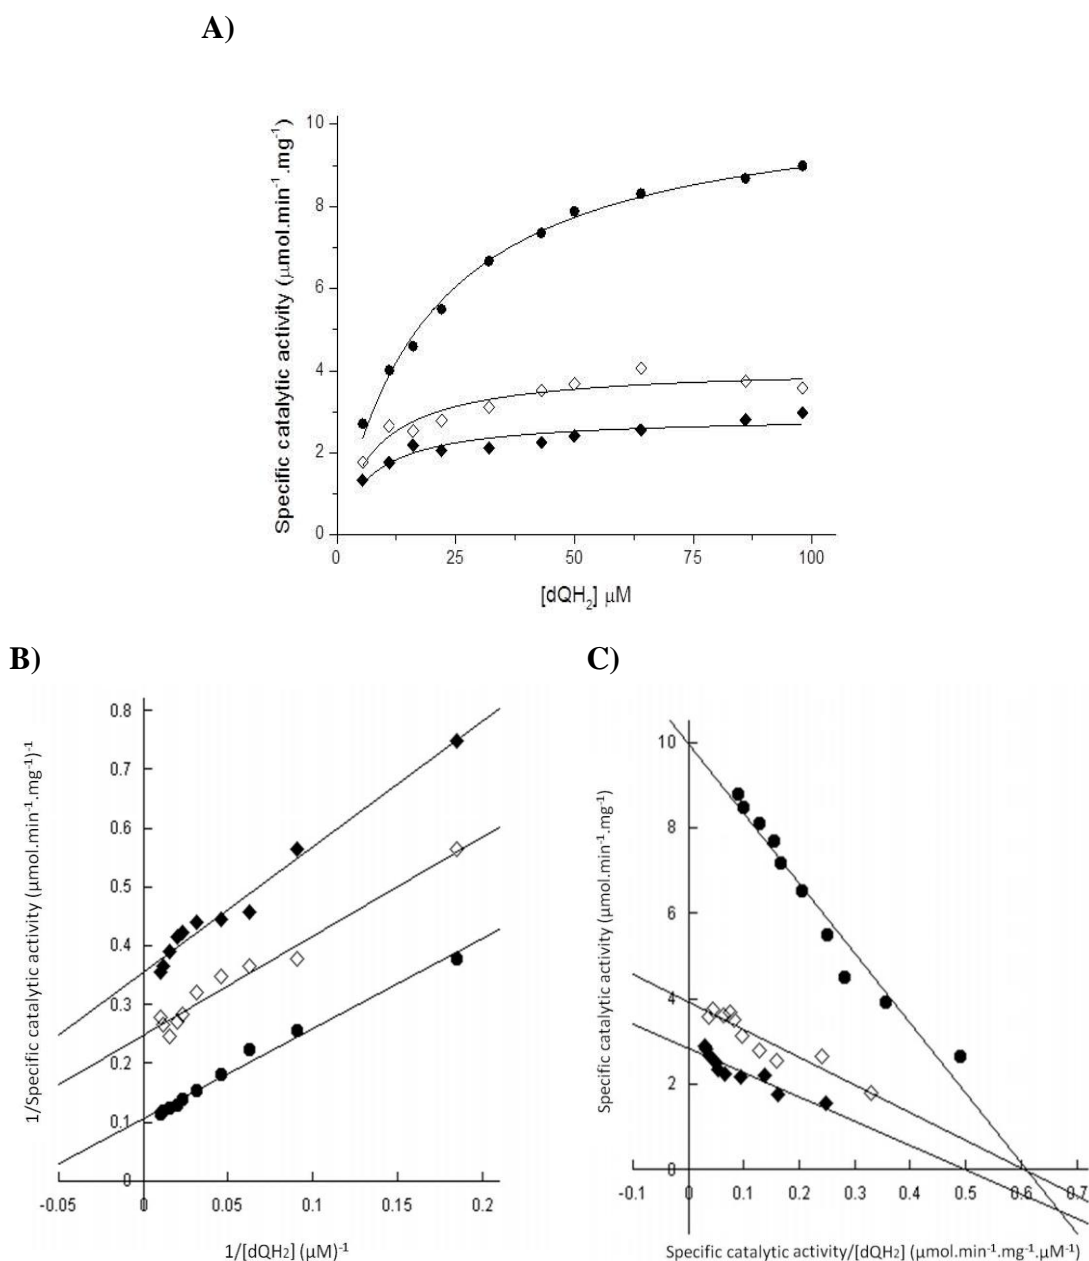 A)
Specific catalytic activity (μmol.min⁻¹.mg⁻¹)
10
8
6
4
2
0
0 25 50 75 100
[dQH₂] μM
B)
1/Specific catalytic activity (μmol.min⁻¹.mg⁻¹)⁻¹
0.8
0.7
0.6
0.5
0.4
0.3
0.2
0.1
0
-0.05 0 0.05 0.1 0.15 0.2
1/[dQH₂] (μM)⁻¹
C)
Specific catalytic activity (μmol.min⁻¹.mg⁻¹)
10
8
6
4
2
0
-0.1 0 0.1 0.2 0.3 0.4 0.5 0.6 0.7
Specific catalytic activity/[dQH₂] (μmol.min⁻¹.mg⁻¹.μM⁻¹)